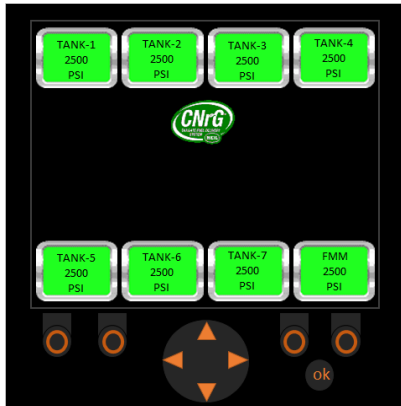 TANK-1
2500
PSI
TANK-2
2500
PSI
TANK-3
2500
PSI
TANK-4
2500
PSI
CNrG
TANK-5
2500
PSI
TANK-6
2500
PSI
TANK-7
2500
PSI
FMM
2500
PSI
ok